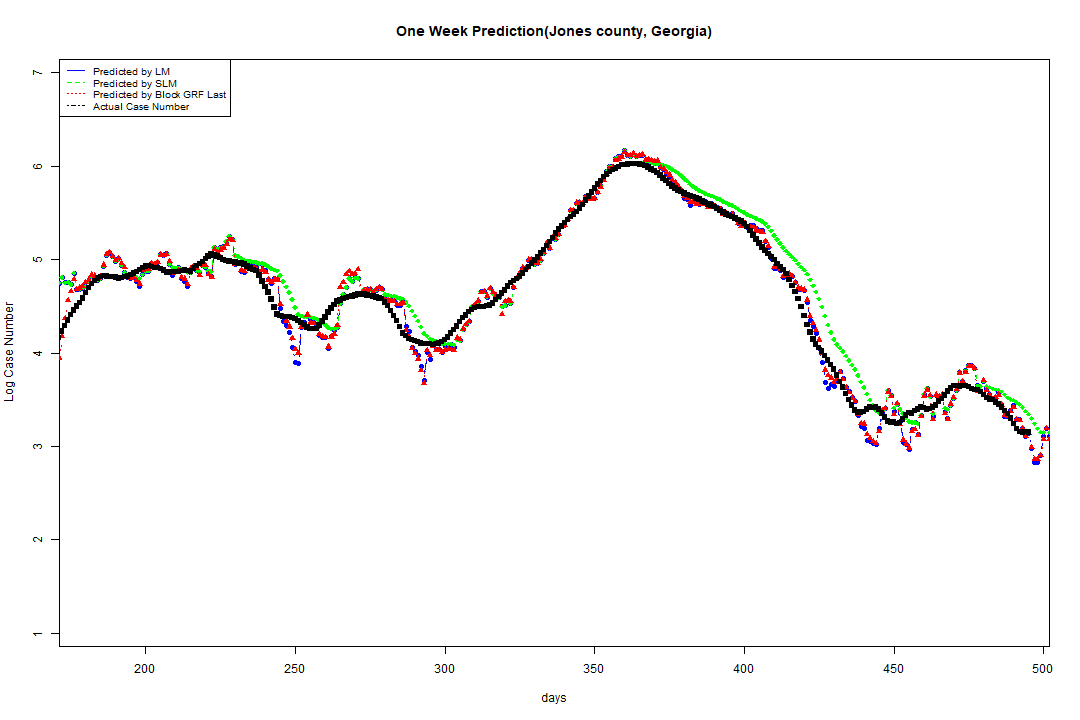 One Week Prediction(Jones county, Georgia)
Predicted by LM
Predicted by SLM
Predicted by Block GRF Last
Actual Case Number
7
6
5
4
3
2
1
Log Case Number
200 250 300 350 400 450 500
days